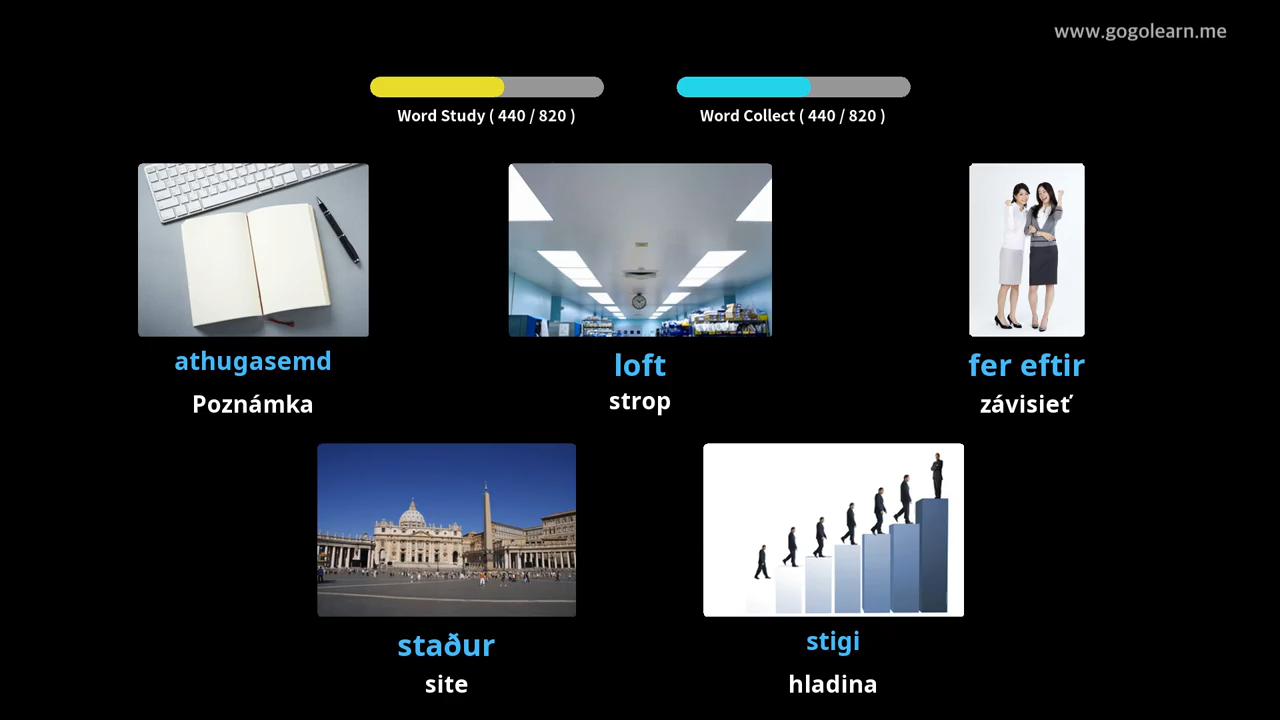 www.gogolearn.me
Word Study ( 440 / 820 )
Word Collect ( 440 / 820 )
athugasemd
Poznámka
loft
strop
fer eftir
závisieť
staður
site
stigi
hladina